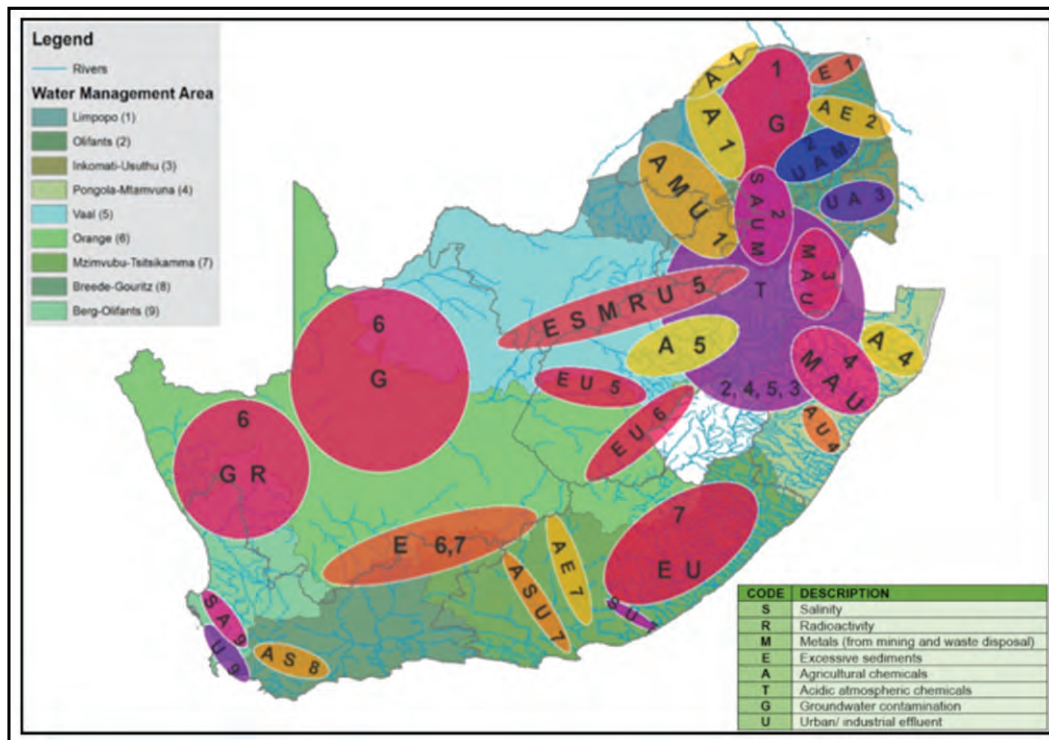 Legend
Rivers
Water Management Area
Limpopo (1)
Olifants (2)
Inkomati-Usuthu (3)
Pongola-Mtamvuna (4)
Vaal (5)
Orange (6)
Mzimvubu-Tsitsikamma (7)
Breede-Gouritz (8)
Berg-Olifants (9)
A 1
1
G
E 1
A 1
A E 2
2
U A M
A M U 1
2
S A U M
U A 3
3
M A U
T
E S M R U 5
A 5
4
M A U
A 4
2, 4, 5, 3
6
G
E U 5
E U 6
A U 4
6
G R
7
E U
E 6,7
A E 7
A S U 7
S U
S A 9
U 9
A S 8
CODE DESCRIPTION
S Salinity
R Radioactivity
M Metals (from mining and waste disposal)
E Excessive sediments
A Agricultural chemicals
T Acidic atmospheric chemicals
G Groundwater contamination
U Urban/ industrial effluent